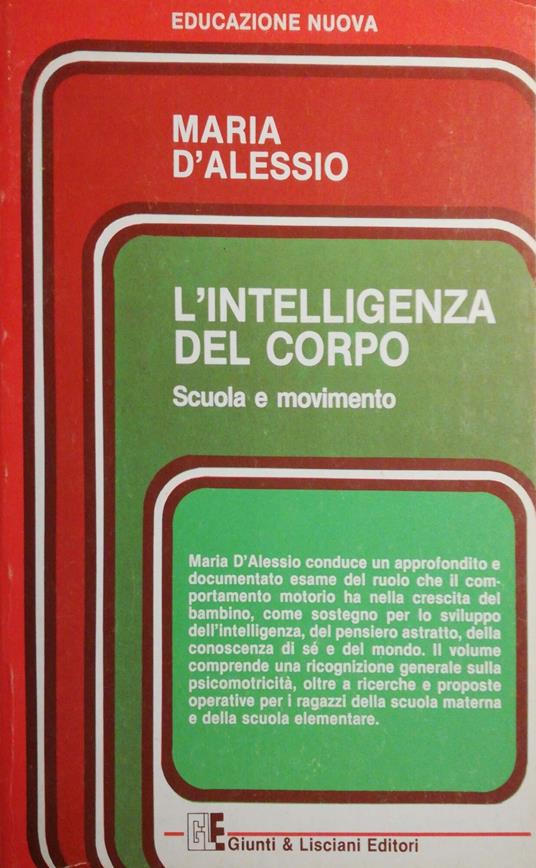 EDUCAZIONE NUOVA
MARIA
D'ALESSIO
L'INTELLIGENZA
DEL CORPO
Scuola e movimento
Maria D'Alessio conduce un approfondito e
documentato esame del ruolo che il com-
portamento motorio ha nella crescita del
bambino, come sostegno per lo sviluppo
dell'intelligenza, del pensiero astratto, della
conoscenza di sé e del mondo. Il volume
comprende una ricognizione generale sulla
psicomotricità, oltre a ricerche e proposte
operative per i ragazzi della scuola materna
e della scuola elementare.
GE Giunti & Lisciani Editori